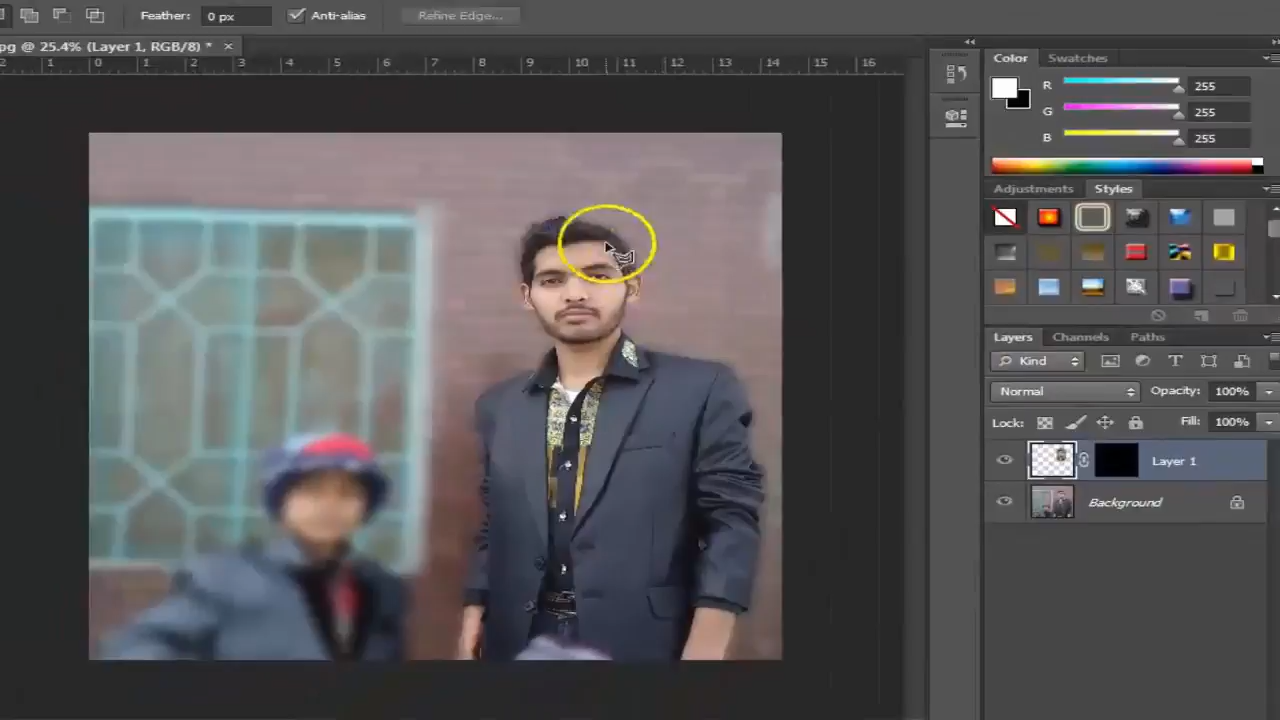 Feather: 0 px Anti-alias Refine Edge...
pg @ 25.4% (Layer 1, RGB/8) * ×
2 1 0 1 2 3 4 5 6 7 8 9 10 11 12 13 14 15 16
Color Swatches
R 255
G 255
B 255
Adjustments Styles
Layers Channels Paths
Kind
Normal Opacity: 100%
Lock: Fill: 100%
Layer 1
Background